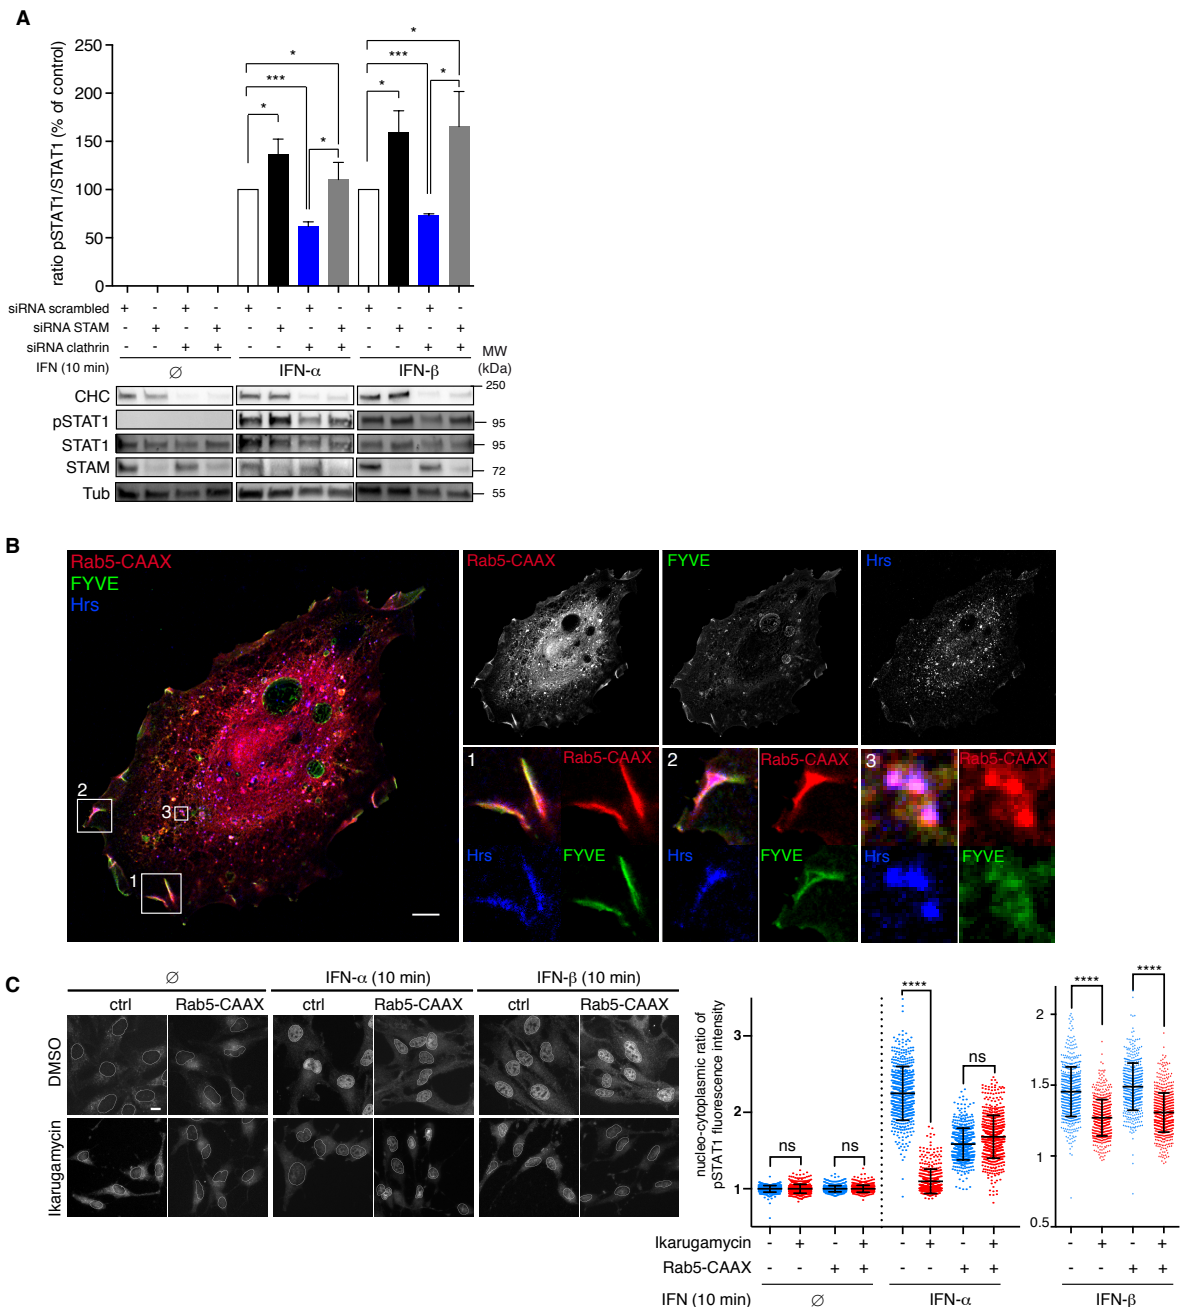 A
ratio pSTAT1/STAT1 (% of control)
250
200
150
100
50
0
* *** * *
* *** * *
siRNA scrambled + - + - + - + - + - + -
siRNA STAM - + - + - + - + - + - +
siRNA clathrin - - + + - - + + - - + +
IFN (10 min) ∅ IFN-α IFN-β
MW
(kDa)
CHC 250
pSTAT1 95
STAT1 95
STAM 72
Tub 55
B
Rab5-CAAX
FYVE
Hrs
1
2
3
Rab5-CAAX FYVE Hrs
1 Rab5-CAAX 2 Rab5-CAAX 3 Rab5-CAAX
Hrs FYVE Hrs FYVE Hrs FYVE
C
∅ IFN-α (10 min) IFN-β (10 min)
ctrl Rab5-CAAX ctrl Rab5-CAAX ctrl Rab5-CAAX
DMSO
Ikarugamycin
nucleo-cytoplasmic ratio of
pSTAT1 fluorescence intensity
3
2
1
ns ns **** ns
2
1.5
1
0.5
**** ****
Ikarugamycin - + - + - + - + - + - +
Rab5-CAAX - - + + - - + + - - + +
IFN (10 min) ∅ IFN-α IFN-β